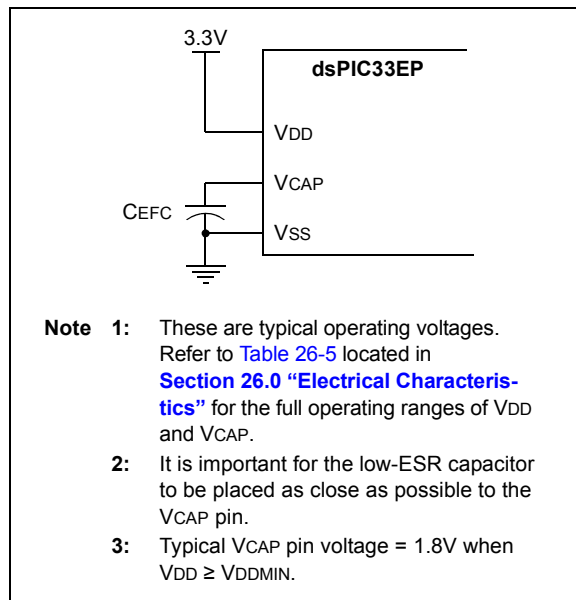 3.3V
dsPIC33EP
VDD
VCAP
CEFC
VSS
Note 1: These are typical operating voltages.
Refer to Table 26-5 located in
Section 26.0 “Electrical Characteris-
tics” for the full operating ranges of VDD
and VCAP.
2: It is important for the low-ESR capacitor
to be placed as close as possible to the
VCAP pin.
3: Typical VCAP pin voltage = 1.8V when
VDD ≥ VDDMIN.